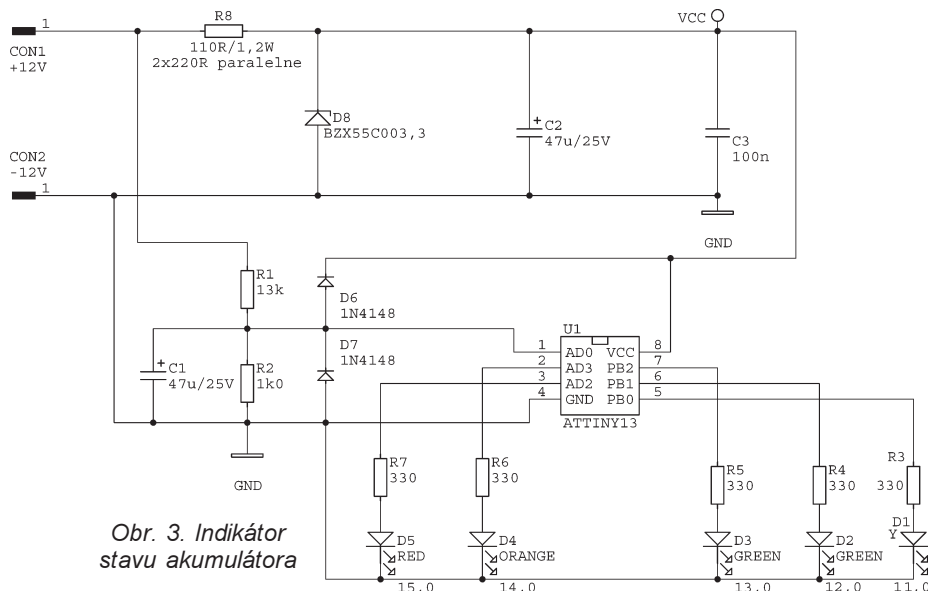 1
CON1
+12V
R8
110R/1,2W
2x220R paralelne
VCC
D8
BZX55C003,3
C2
47u/25V
+
C3
100n
CON2
-12V
1
GND
R1
13k
D6
1N4148
D7
1N4148
+
C1
47u/25V
R2
1k0
GND
U1
1 AD0 VCC 8
2 AD3 PB2 7
3 AD2 PB1 6
4 GND PB0 5
ATTINY13
R7
330
R6
330
R5
330
R4
330
R3
330
D5
RED
D4
ORANGE
D3
GREEN
D2
GREEN
D1
Y
15,0
14,0
13,0
12,0
11,0
Obr. 3. Indikátor
stavu akumulátora